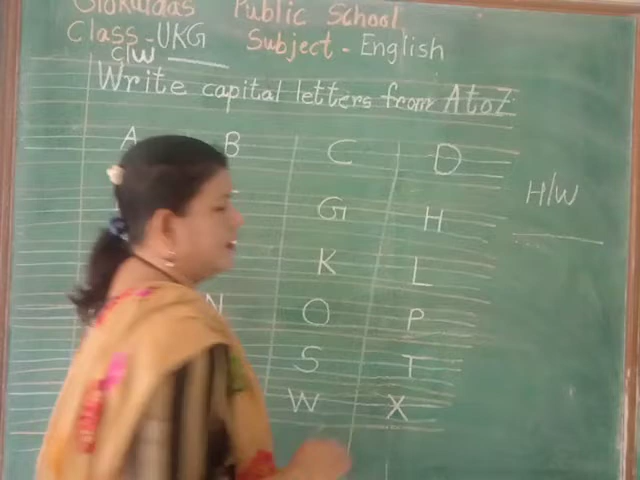 Public School
Class - UKG Subject - English
C/W
Write capital letters from A to Z
A B C D
H/W
G H
K L
N O P
S T
W X